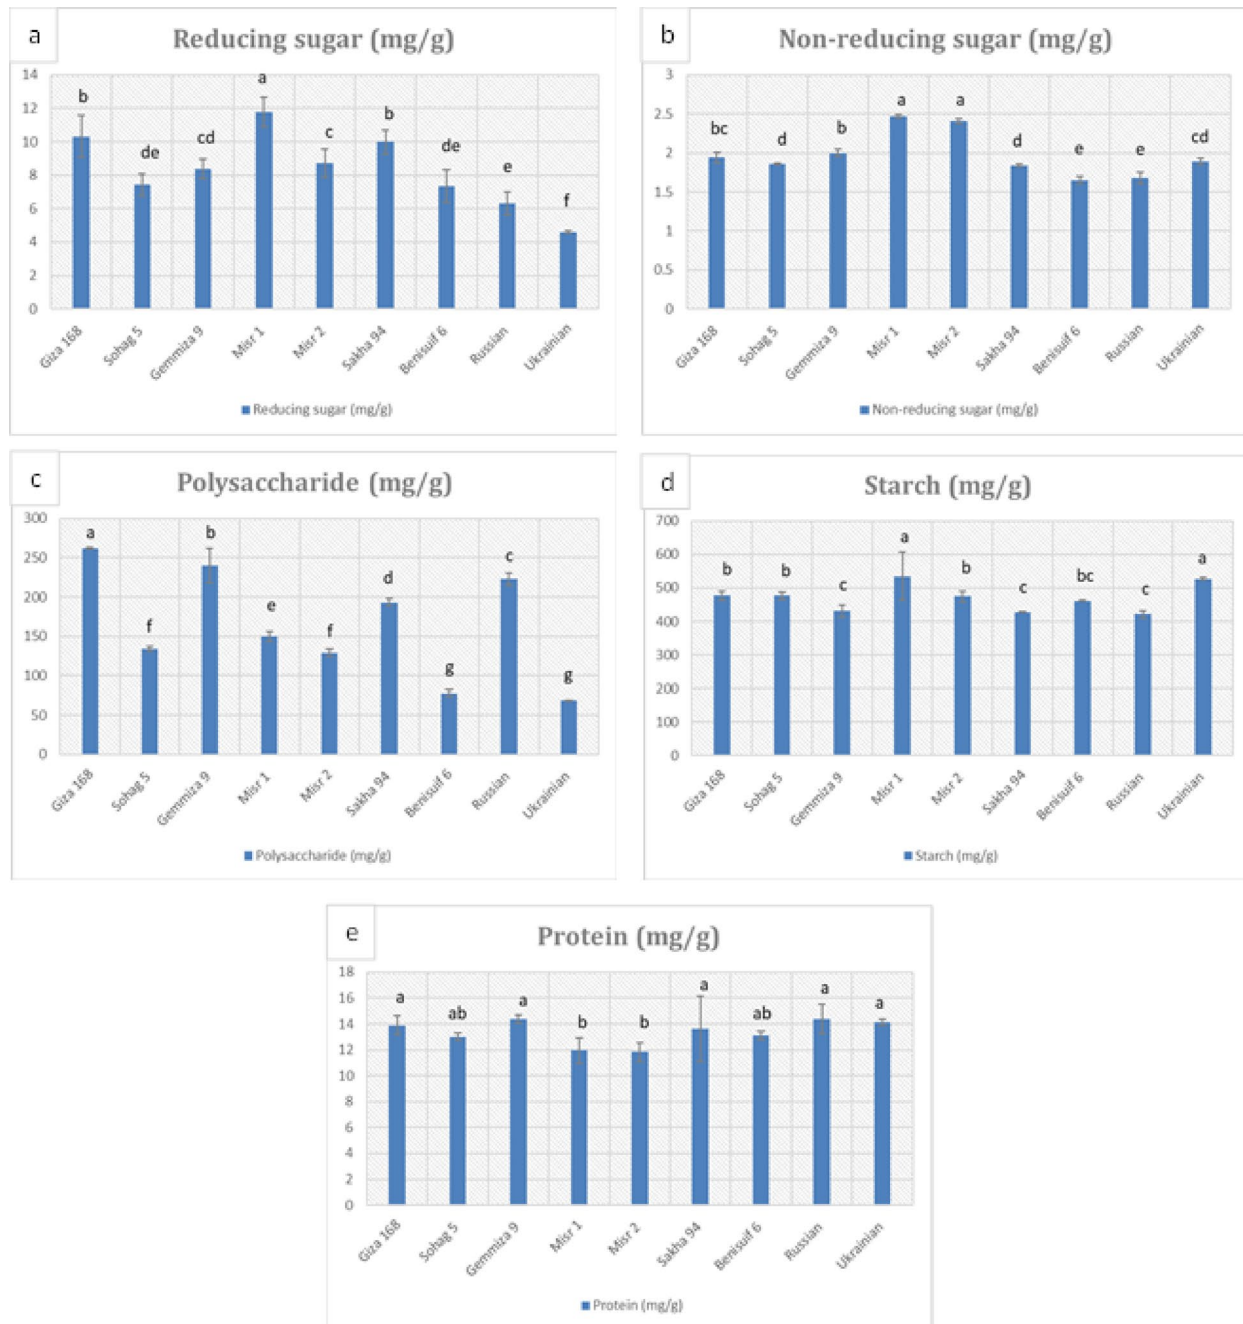 a
Reducing sugar (mg/g)
14
12
10
8
6
4
2
0
b
de
cd
a
c
b
de
e
f
Giza 168
Sohag 5
Gemmiza 9
Misr 1
Misr 2
Sakha 94
Benisuif 6
Russian
Ukrainian
Reducing sugar (mg/g)
b
Non-reducing sugar (mg/g)
3
2.5
2
1.5
1
0.5
0
bc
d
b
a
a
d
e
e
cd
Giza 168
Sohag 5
Gemmiza 9
Misr 1
Misr 2
Sakha 94
Benisuif 6
Russian
Ukrainian
Non-reducing sugar (mg/g)
c
Polysaccharide (mg/g)
300
250
200
150
100
50
0
a
f
b
e
f
d
g
c
g
Giza 168
Sohag 5
Gemmiza 9
Misr 1
Misr 2
Sakha 94
Benisuif 6
Russian
Ukrainian
Polysaccharide (mg/g)
d
Starch (mg/g)
700
600
500
400
300
200
100
0
b
b
c
a
b
c
bc
c
a
Giza 168
Sohag 5
Gemmiza 9
Misr 1
Misr 2
Sakha 94
Benisuif 6
Russian
Ukrainian
Starch (mg/g)
e
Protein (mg/g)
18
16
14
12
10
8
6
4
2
0
a
ab
a
b
b
a
ab
a
a
Giza 168
Sohag 5
Gemmiza 9
Misr 1
Misr 2
Sakha 94
Benisuif 6
Russian
Ukrainian
Protein (mg/g)